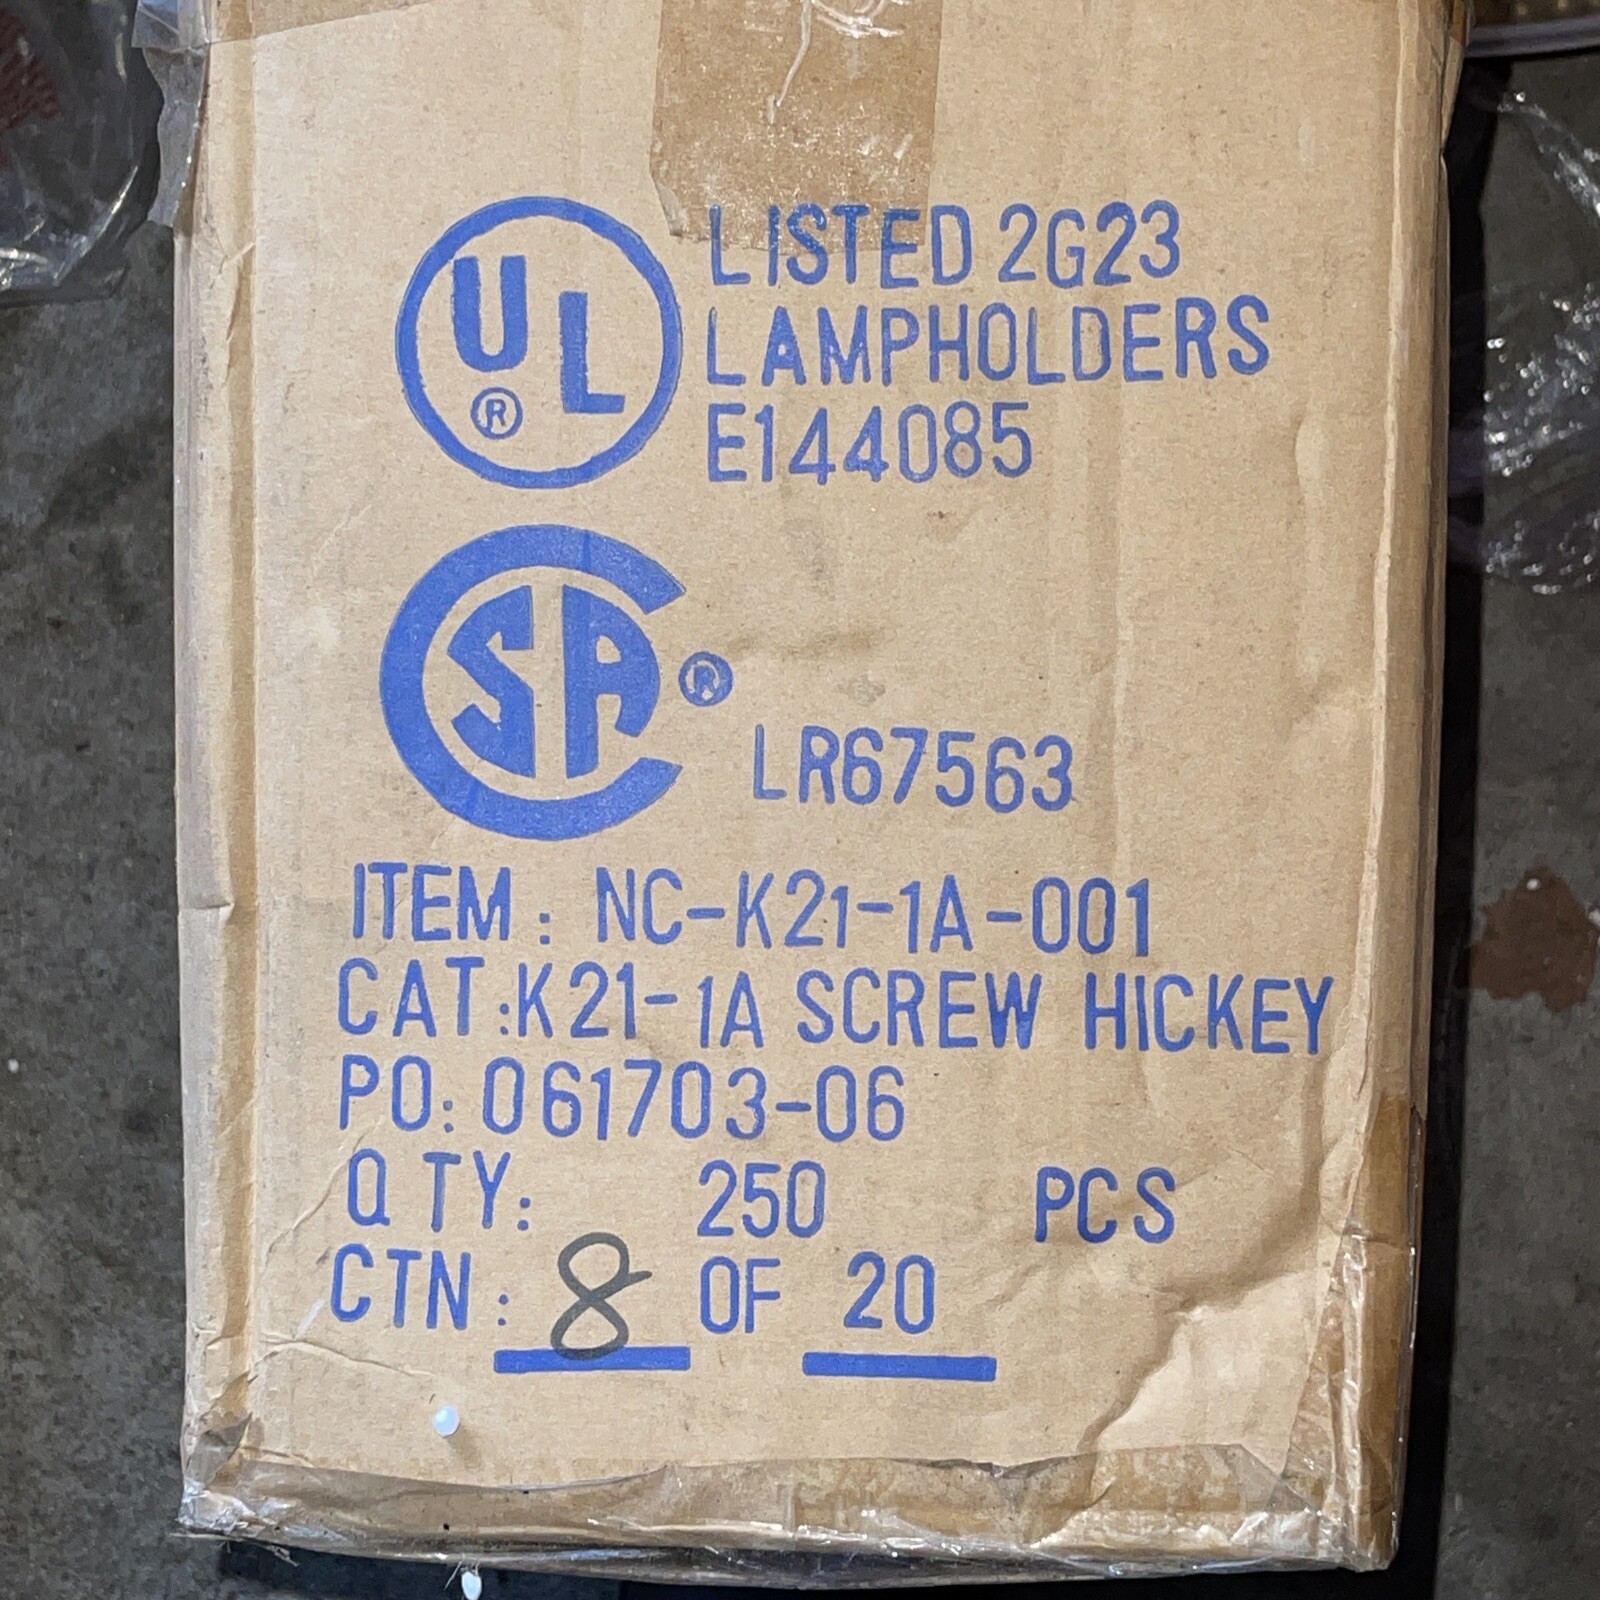 UL® LISTED 2G23
LAMPHOLDERS
E144085
CSA® LR67563
ITEM: NC-K21-1A-001
CAT:K21-1A SCREW HICKEY
PO: 061703-06
QTY: 250 PCS
CTN: 8 OF 20